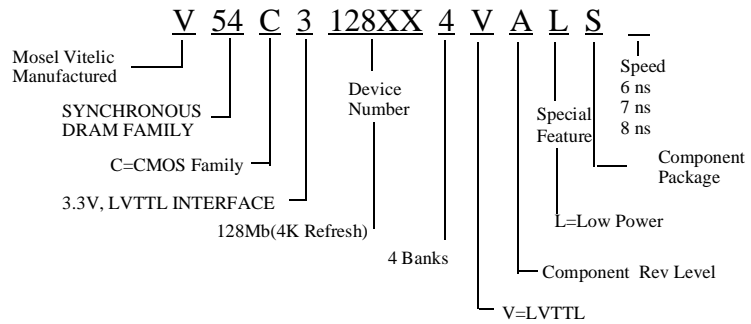 V 54 C 3 128XX 4 V A L S _
Mosel Vitelic
Manufactured
SYNCHRONOUS
DRAM FAMILY
C=CMOS Family
3.3V, LVTTL INTERFACE
Device
Number
128Mb(4K Refresh)
4 Banks
Special
Feature
Speed
6 ns
7 ns
8 ns
Component
Package
L=Low Power
Component Rev Level
V=LVTTL